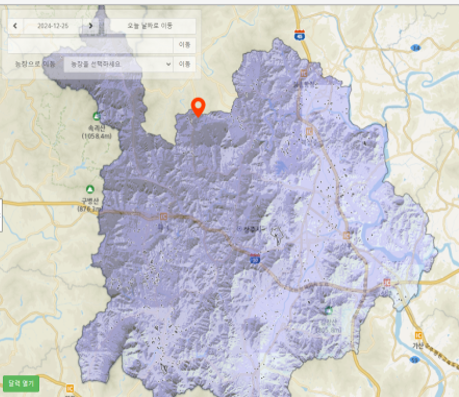 2024-12-25 오늘 날짜로 이동
이동
농장으로 이동 농장을 선택하세요. 이동
속리산
(1058.4m)
구병산
(876.3m)
상주시
가산
달력 열기